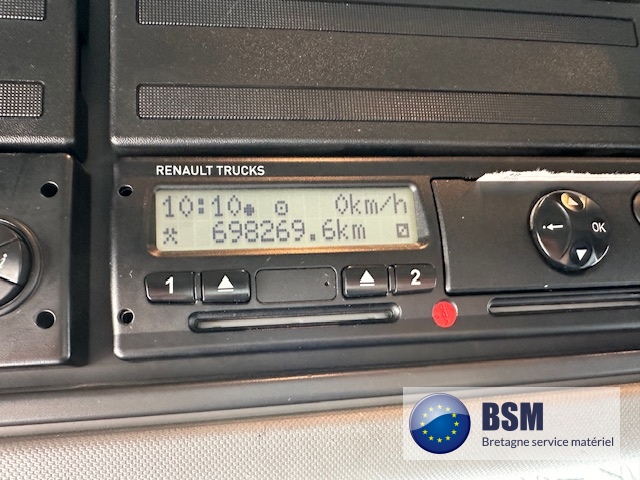 RENAULT TRUCKS
10:10 0km/h
698269.6km
1 2
OK
BSM
Bretagne service matériel